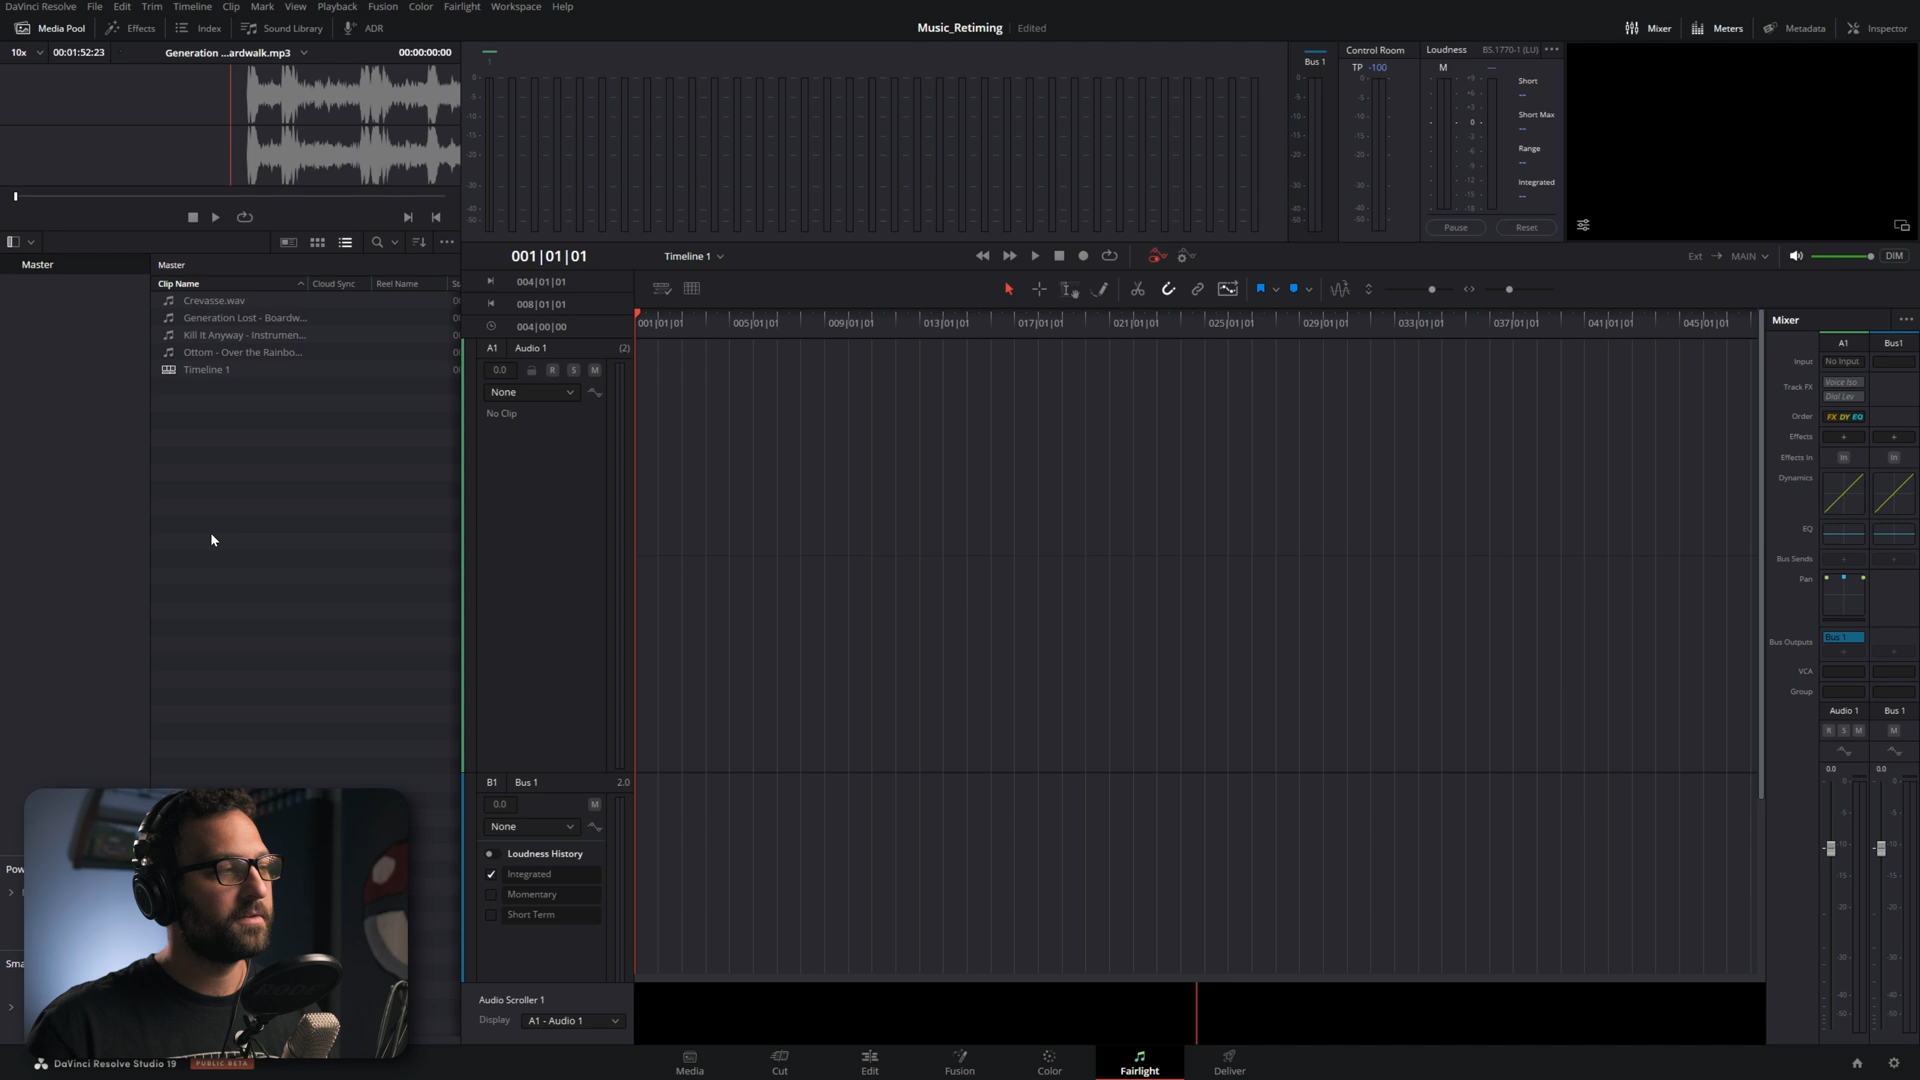 DaVinci Resolve File Edit Trim Timeline Clip Mark View Playback Fusion Color Fairlight Workspace Help
Media Pool Effects Index Sound Library ADR Music_Retiming Edited Mixer Meters Metadata Inspector
10x 00:01:52:23 Generation ...ardwalk.mp3 00:00:00:00
1 Bus 1 Control Room Loudness BS.1770-1 (LU)
TP -100 M
Short
Short Max
Range
Integrated
Pause Reset
001|01|01 Timeline 1 Ext MAIN DIM
Master Master
Clip Name Cloud Sync Reel Name
Crevasse.wav
Generation Lost - Boardw...
Kill It Anyway - Instrumen...
Ottom - Over the Rainbo...
Timeline 1
004|01|01
008|01|01
004|00|00
001|01|01 005|01|01 009|01|01 013|01|01 017|01|01 021|01|01 025|01|01 029|01|01 033|01|01 037|01|01 041|01|01 045|01|01
A1 Audio 1 (2)
0.0 R S M
None
No Clip
B1 Bus 1 2.0
0.0 M
None
Loudness History
Integrated
Momentary
Short Term
Audio Scroller 1
Display A1 - Audio 1
Mixer
A1 Bus1
Input No Input
Track FX Voice Iso
Dial Lev
Order FX DY EQ
Effects
Effects In In In
Dynamics
EQ
Bus Sends
Pan
Bus Outputs Bus 1
VCA
Group
Audio 1 Bus 1
R S M M
0.0 0.0
Pow
Sma
RODE
DaVinci Resolve Studio 19 PUBLIC BETA
Media Cut Edit Fusion Color Fairlight Deliver